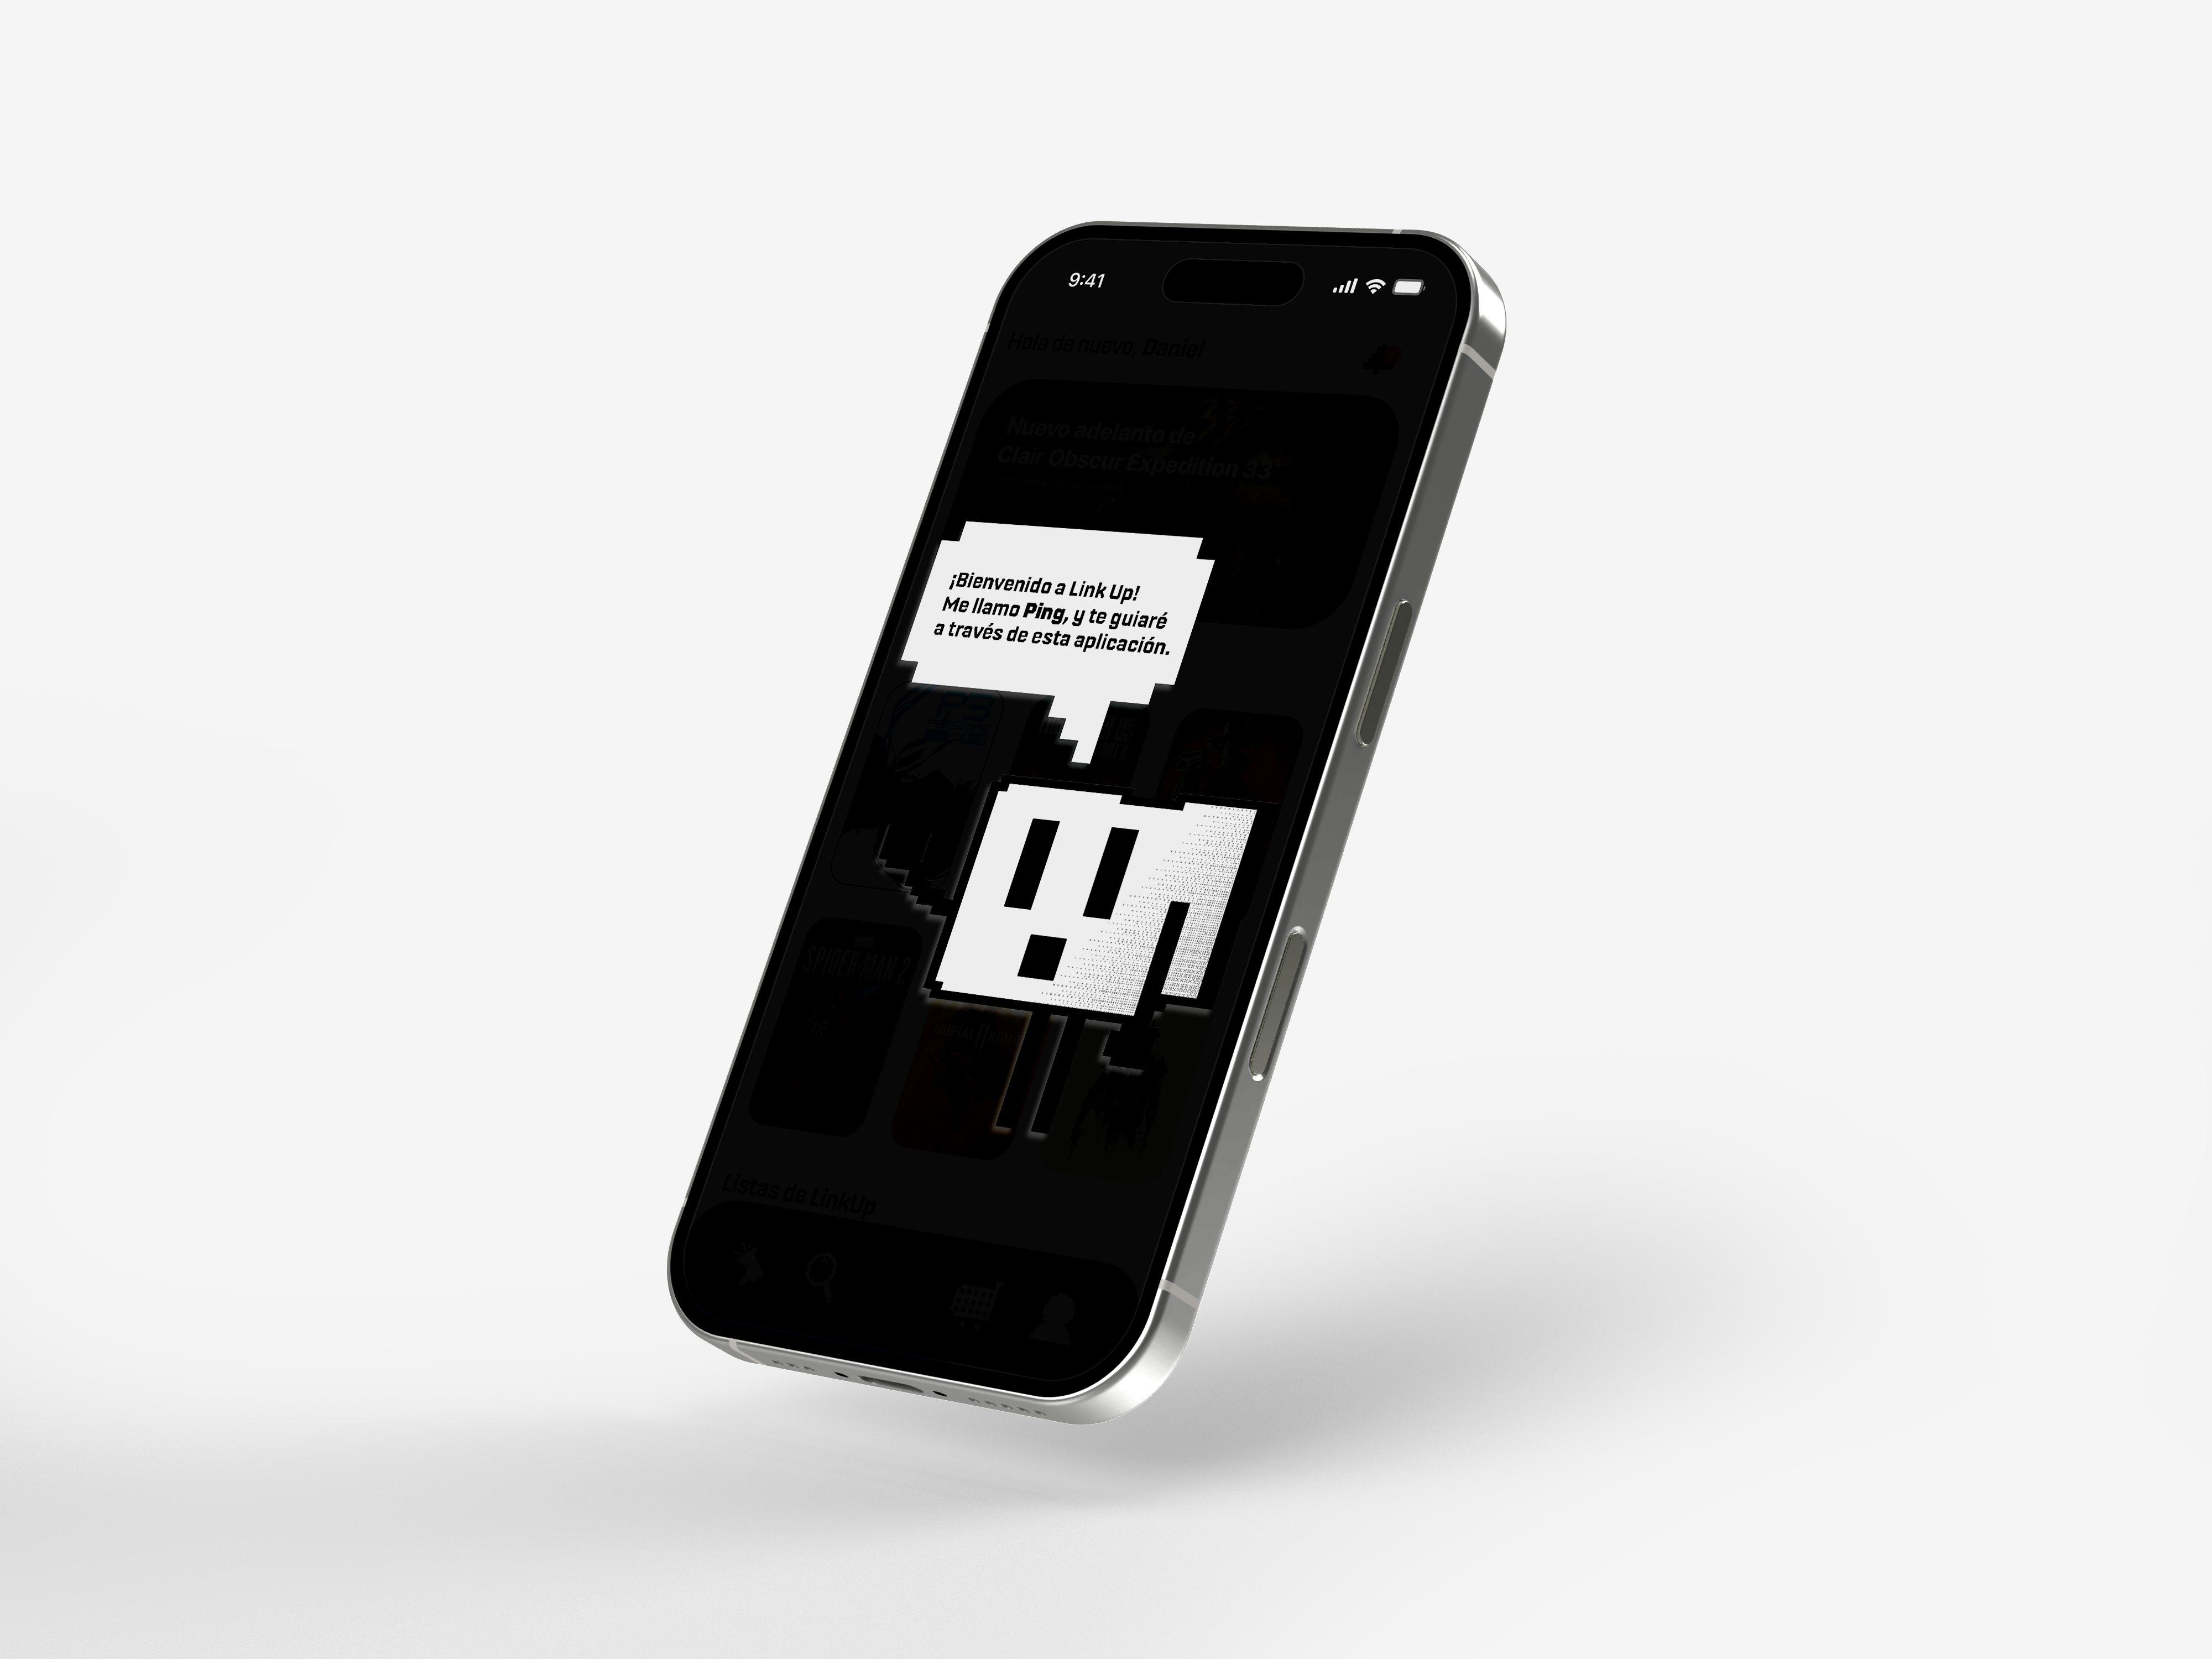 9:41
Hola de nuevo, Daniel
Nuevo adelanto de
Clair Obscur Expedition 33
¡Bienvenido a Link Up!
Me llamo Ping, y te guiaré
a través de esta aplicación.
P3
SPIDER-MAN 2
Listas de LinkUp